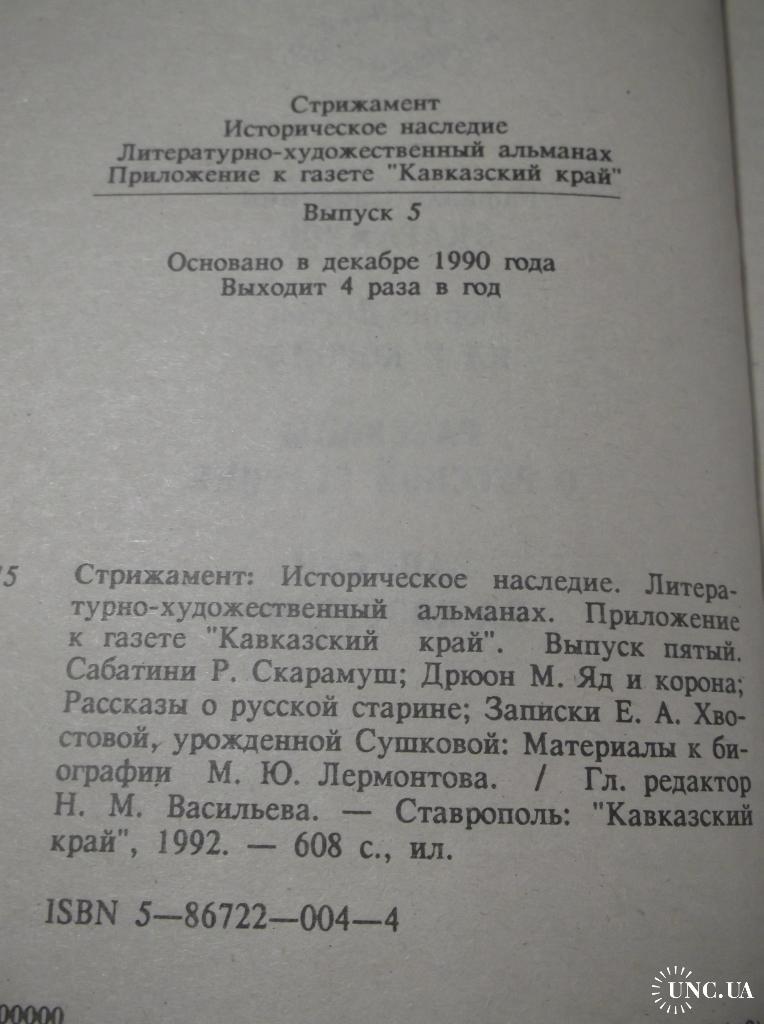 Стрижамент
Историческое наследие
Литературно-художественный альманах
Приложение к газете "Кавказский край"
Выпуск 5
Основано в декабре 1990 года
Выходит 4 раза в год
Стрижамент: Историческое наследие. Литера-
турно-художественный альманах. Приложение
к газете "Кавказский край". Выпуск пятый.
Сабатини Р. Скарамуш; Дрюон М. Яд и корона;
Рассказы о русской старине; Записки Е. А. Хво-
стовой, урожденной Сушковой: Материалы к би-
ографии М. Ю. Лермонтова. / Гл. редактор
Н. М. Васильева. — Ставрополь: "Кавказский
край", 1992. — 608 с., ил.
ISBN 5—86722—004—4
UNC.UA